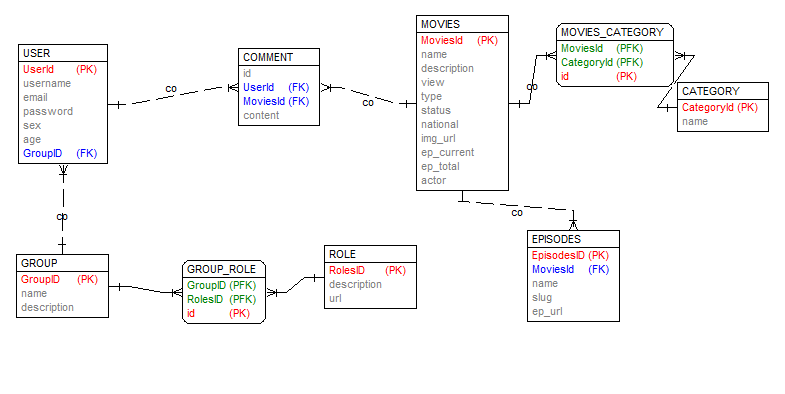 USER
UserId (PK)
username
email
password
sex
age
GroupID (FK)
co
COMMENT
id
UserId (FK)
MoviesId (FK)
content
co
MOVIES
MoviesId (PK)
name
description
view
type
status
national
img_url
ep_current
ep_total
actor
co
MOVIES_CATEGORY
MoviesId (PFK)
CategoryId (PFK)
id (PK)
CATEGORY
CategoryId (PK)
name
co
GROUP
GroupID (PK)
name
description
GROUP_ROLE
GroupID (PFK)
RolesID (PFK)
id (PK)
ROLE
RolesID (PK)
description
url
co
EPISODES
EpisodesID (PK)
MoviesId (FK)
name
slug
ep_url